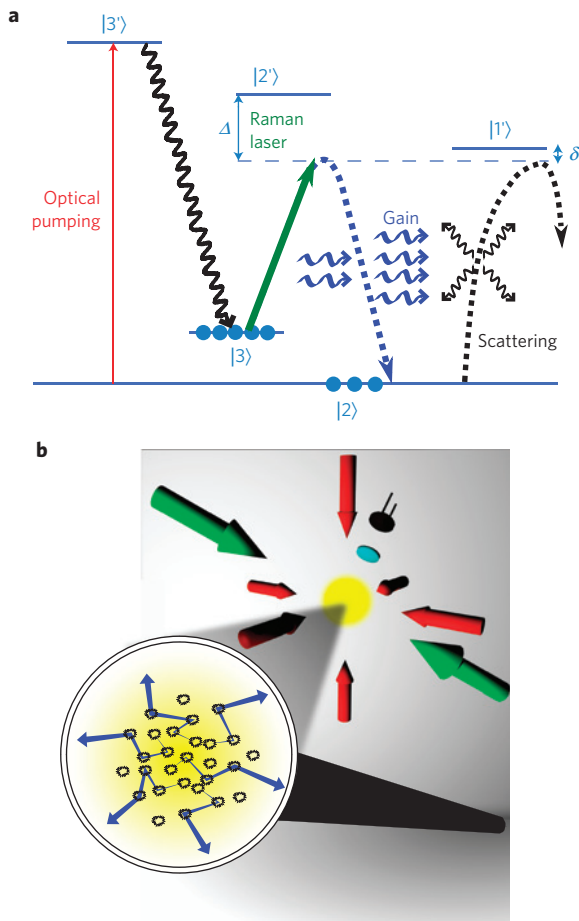 a
|3'⟩
|2'⟩
Δ
Raman
laser
|1'⟩
δ
Optical
pumping
Gain
|3⟩
Scattering
|2⟩
b